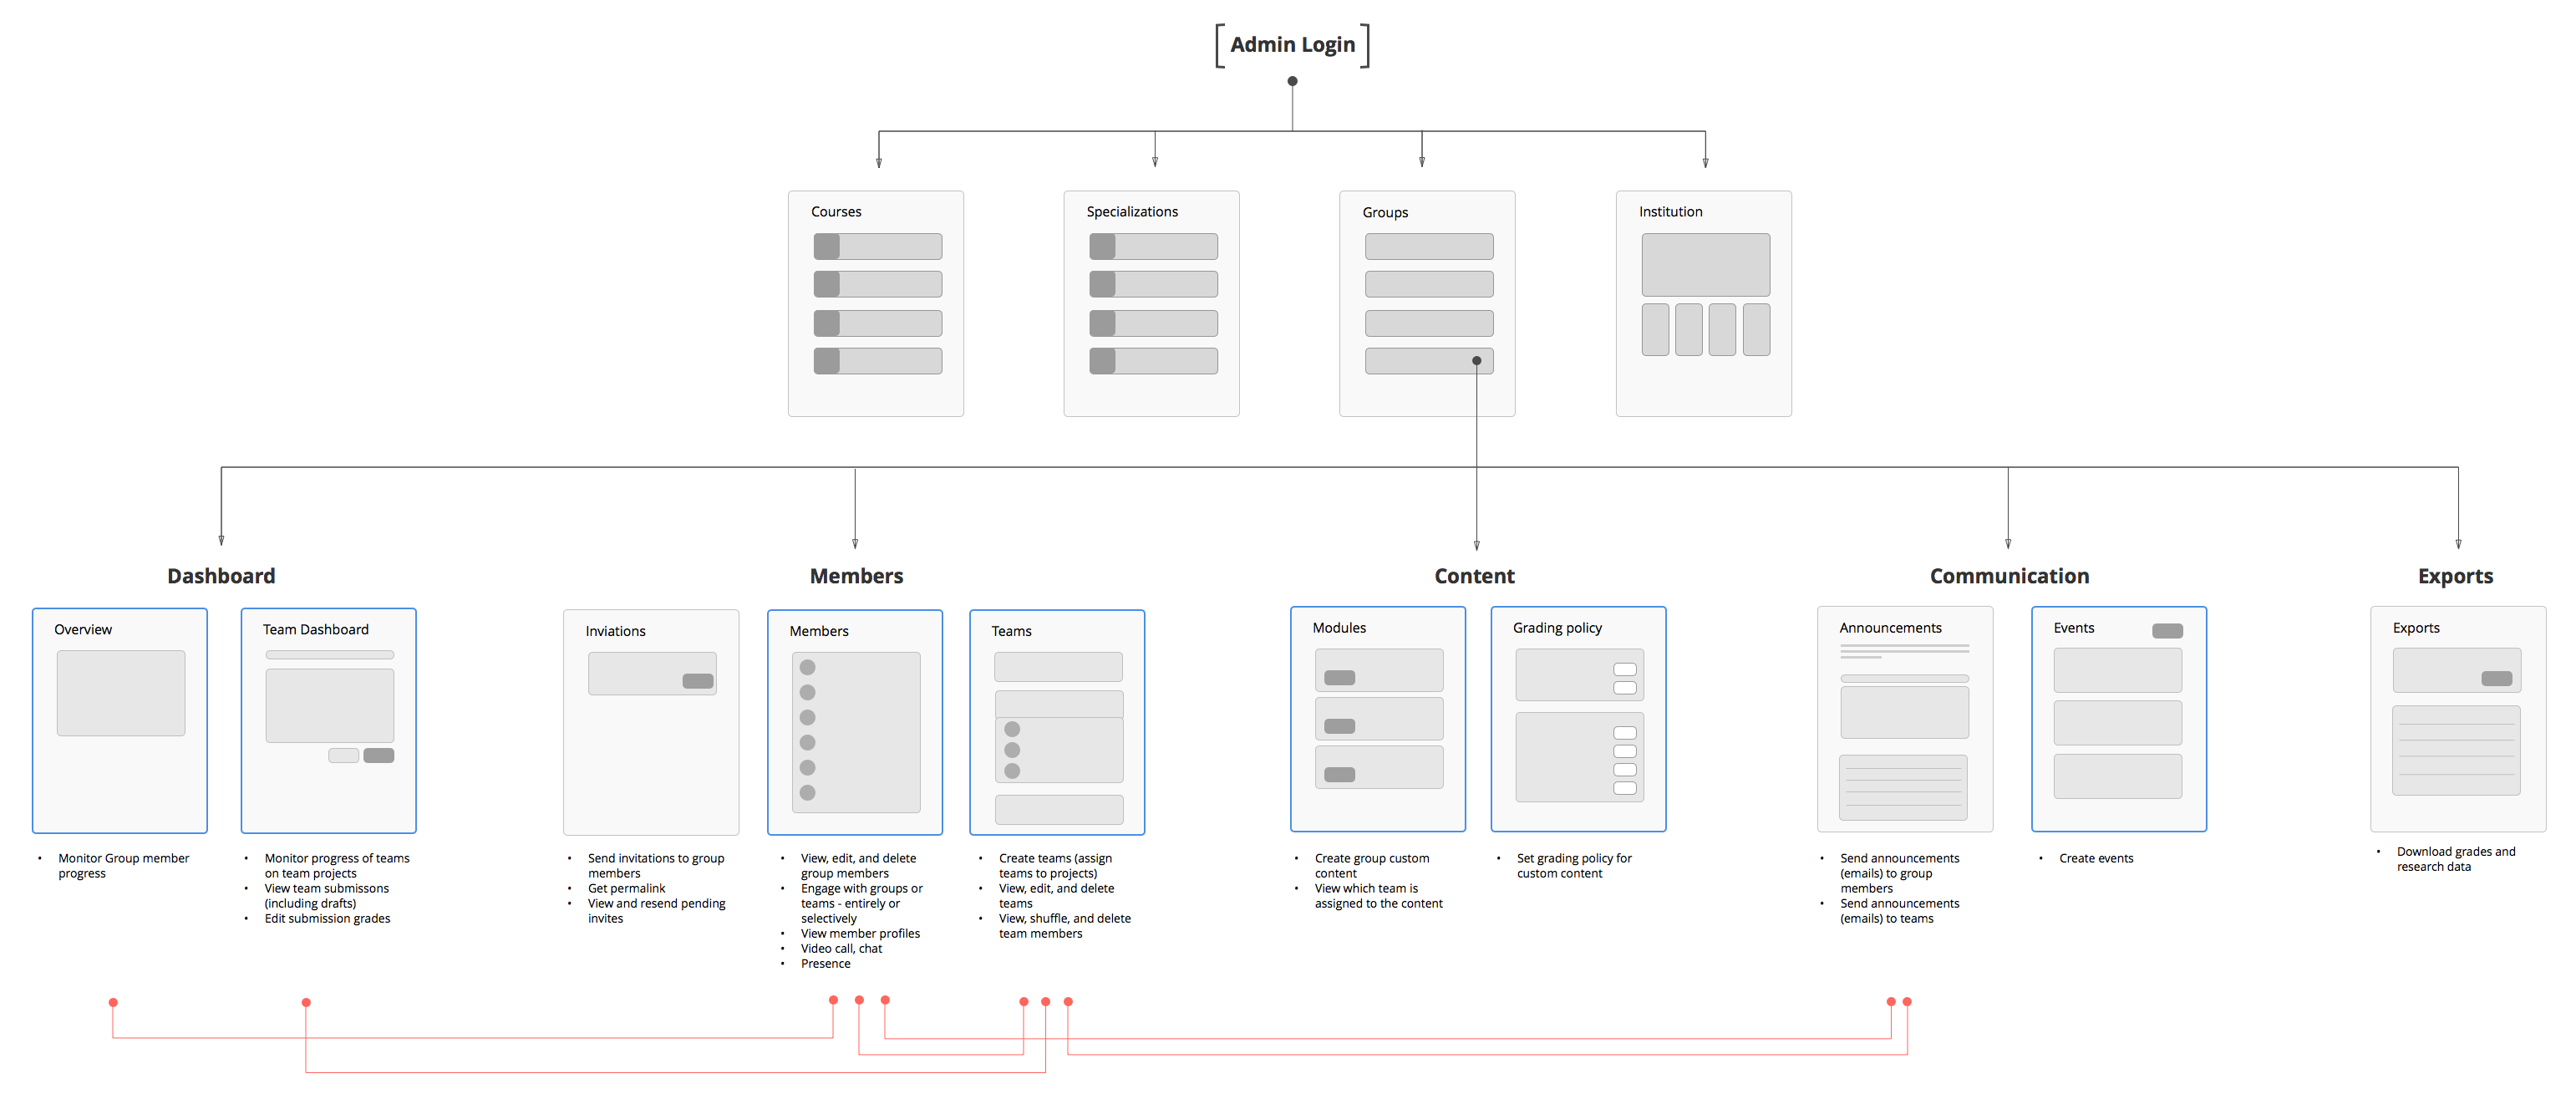 Admin Login
Courses
Specializations
Groups
Institution
Dashboard
Members
Content
Communication
Exports
Overview
Team Dashboard
Inviations
Members
Teams
Modules
Grading policy
Announcements
Events
Exports
• Monitor Group member
progress
• Monitor progress of teams
on team projects
• View team submissons
(including drafts)
• Edit submission grades
• Send invitations to group
members
• Get permalink
• View and resend pending
invites
• View, edit, and delete
group members
• Engage with groups or
teams - entirely or
selectively
• View member profiles
• Video call, chat
• Presence
• Create teams (assign
teams to projects)
• View, edit, and delete
teams
• View, shuffle, and delete
team members
• Create group custom
content
• View which team is
assigned to the content
• Set grading policy for
custom content
• Send announcements
(emails) to group
members
• Send announcements
(emails) to teams
• Create events
• Download grades and
research data